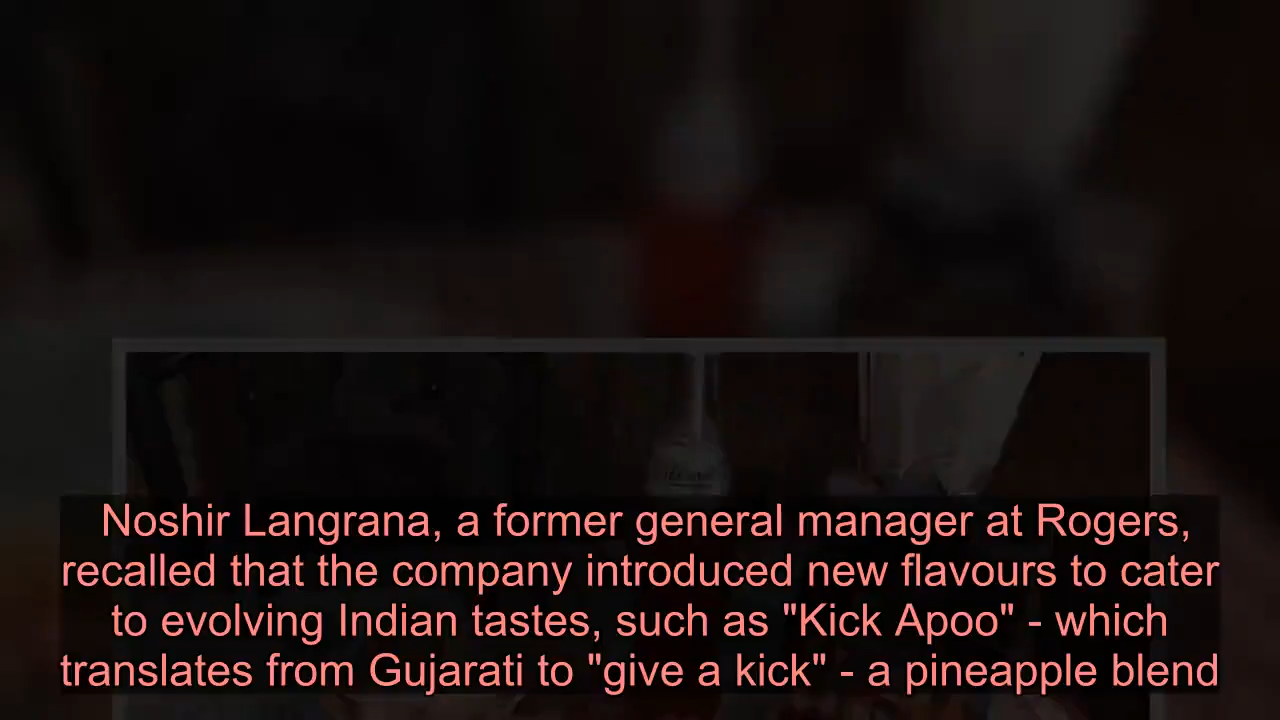 Noshir Langrana, a former general manager at Rogers,
recalled that the company introduced new flavours to cater
to evolving Indian tastes, such as "Kick Apoo" - which
translates from Gujarati to "give a kick" - a pineapple blend